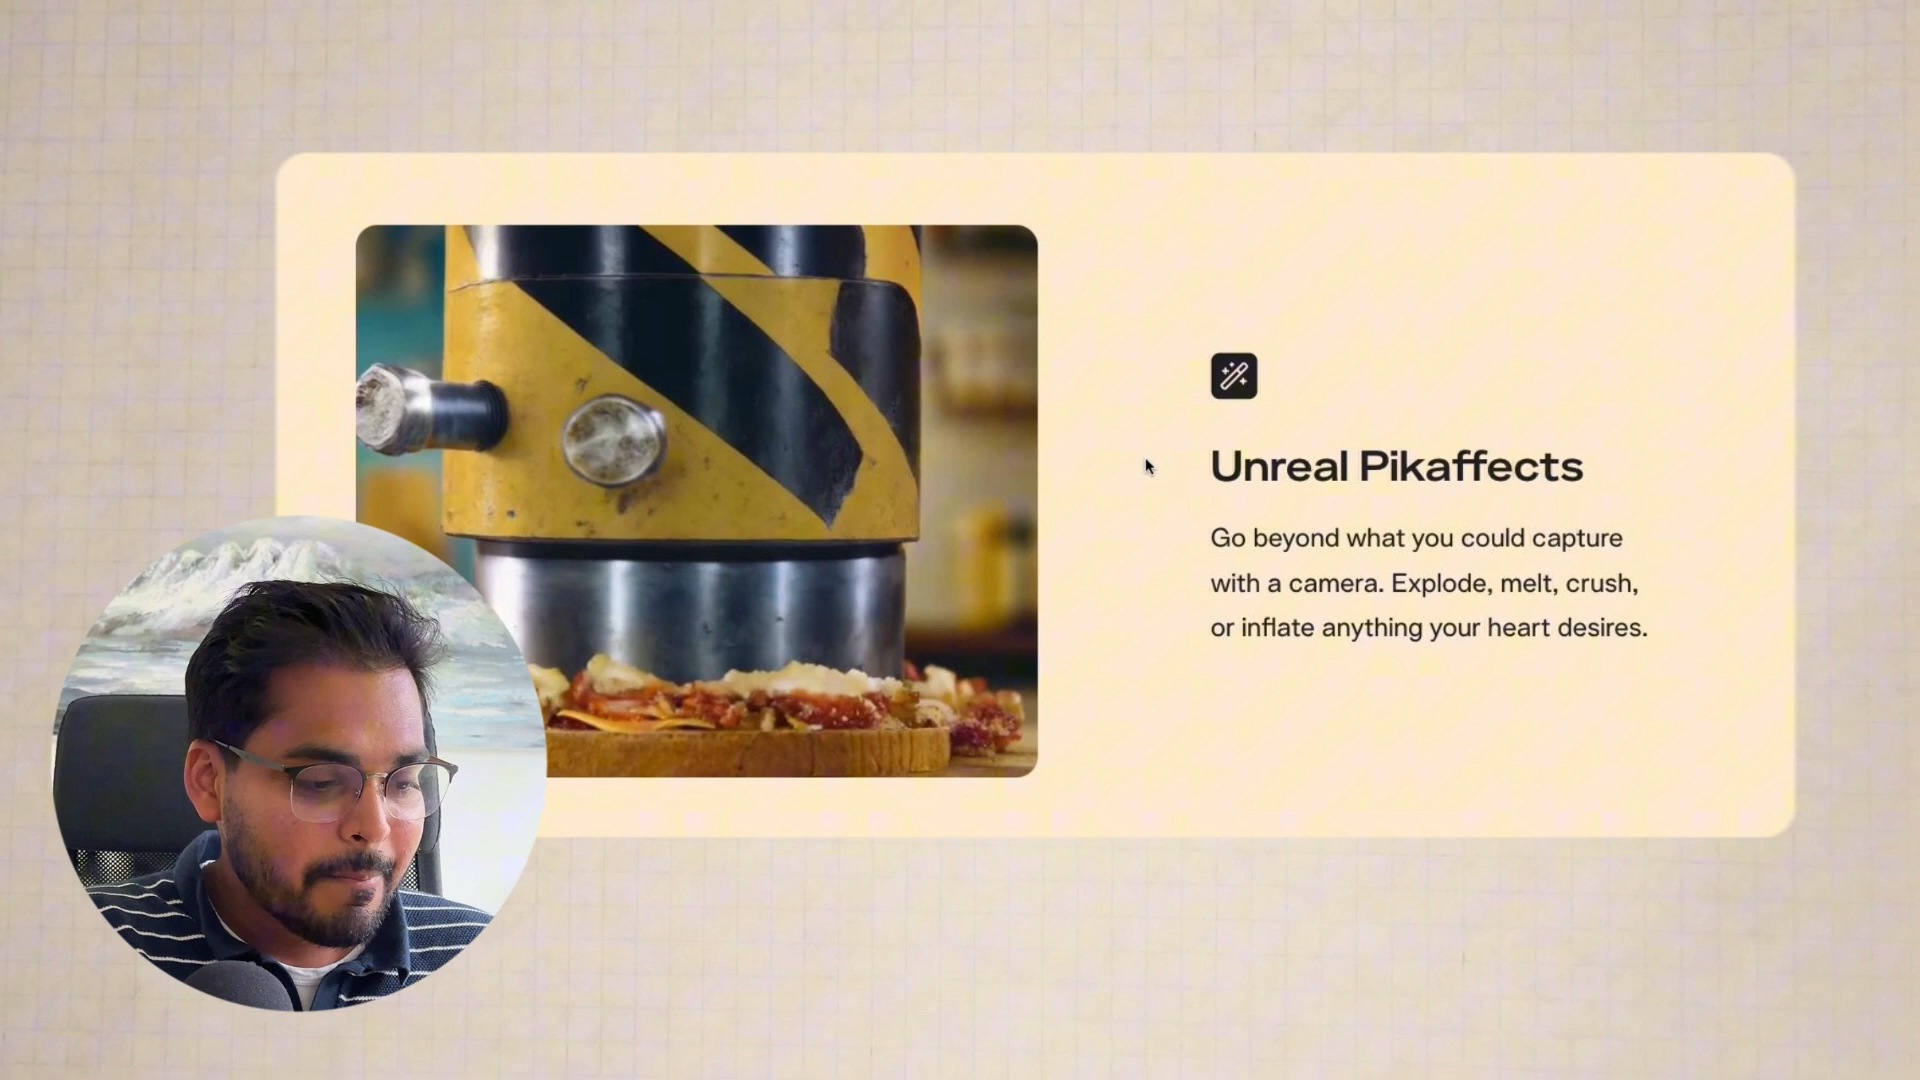 Unreal Pikaffects
Go beyond what you could capture
with a camera. Explode, melt, crush,
or inflate anything your heart desires.